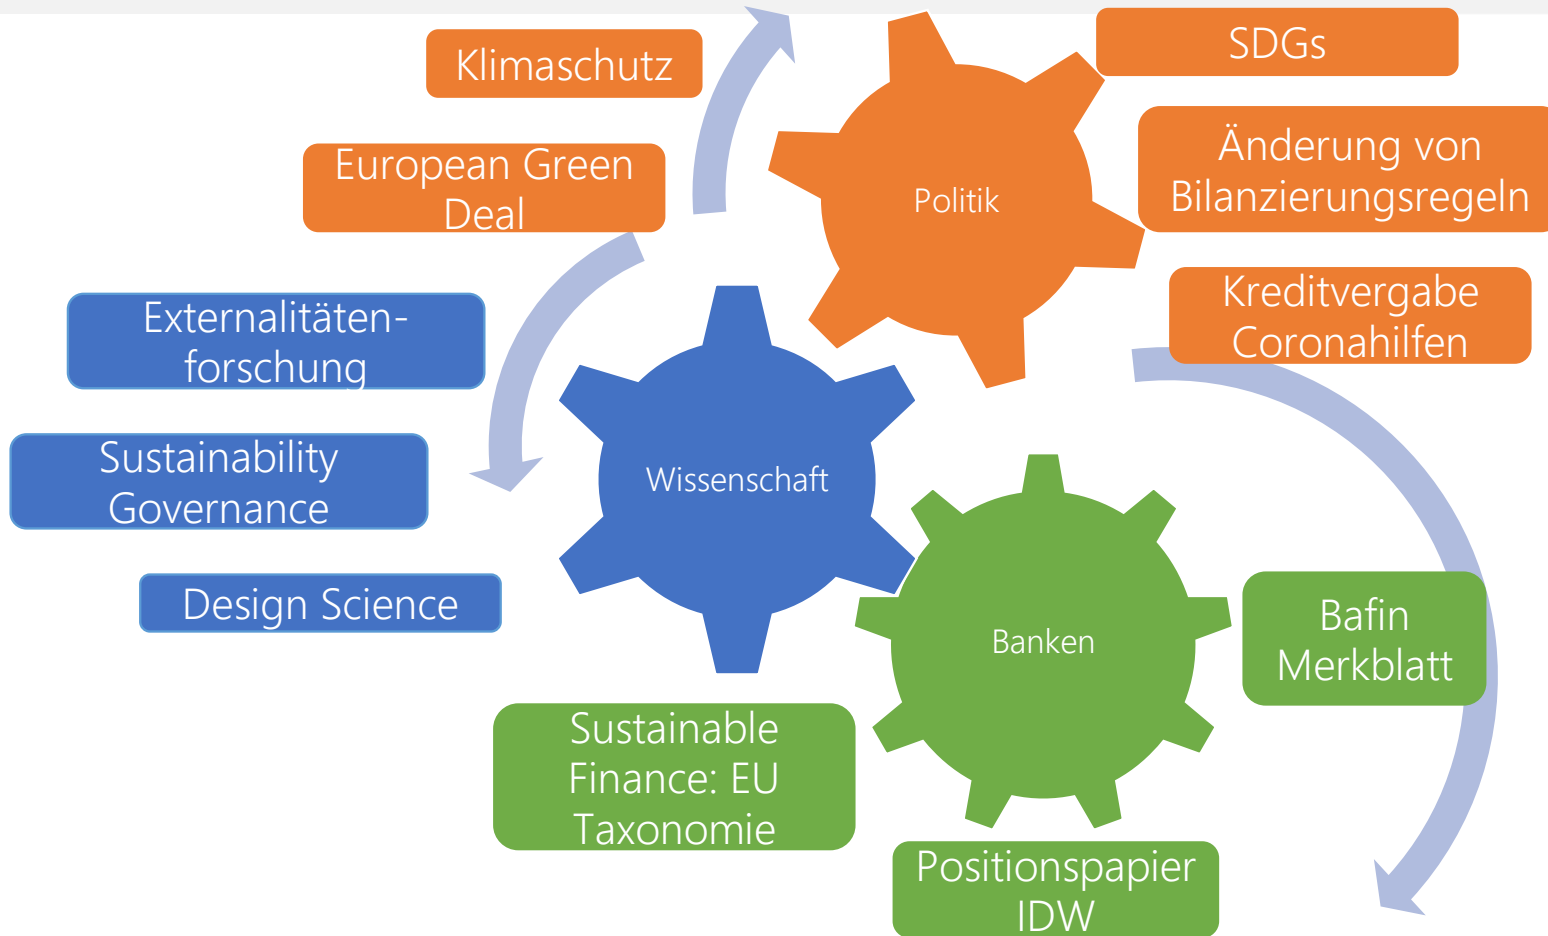 Klimaschutz
SDGs
European Green
Deal
Änderung von
Bilanzierungsregeln
Politik
Kreditvergabe
Coronahilfen
Externalitäten-
forschung
Sustainability
Governance
Wissenschaft
Design Science
Banken
Bafin
Merkblatt
Sustainable
Finance: EU
Taxonomie
Positionspapier
IDW